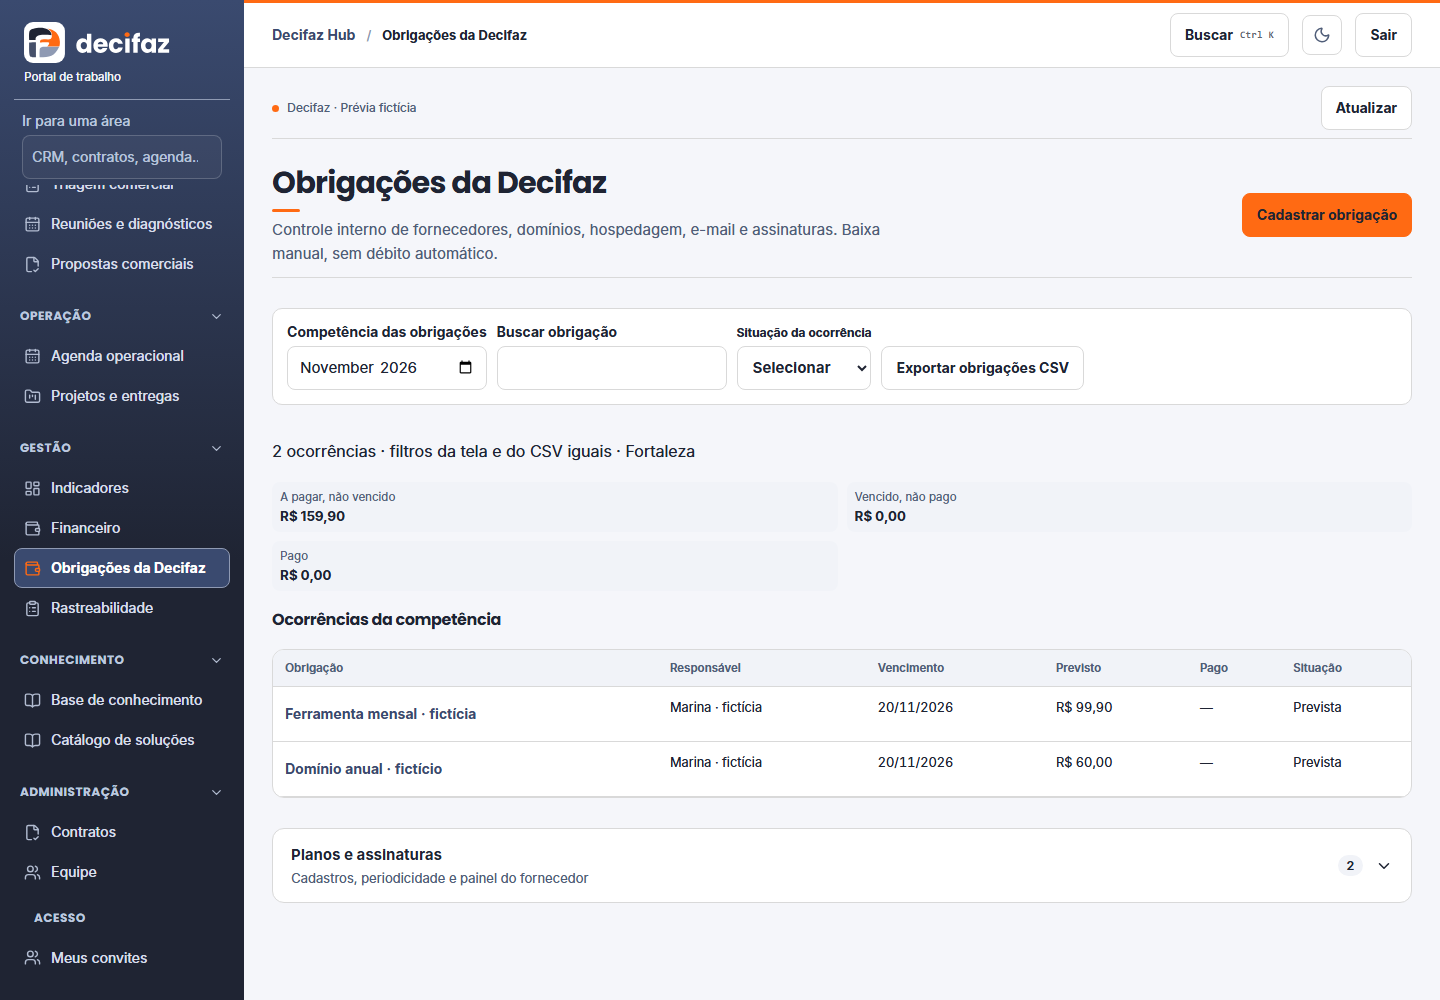 decifaz
Portal de trabalho
Ir para uma área
CRM, contratos, agenda..
Triagem comercial
Reuniões e diagnósticos
Propostas comerciais
OPERAÇÃO
Agenda operacional
Projetos e entregas
GESTÃO
Indicadores
Financeiro
Obrigações da Decifaz
Rastreabilidade
CONHECIMENTO
Base de conhecimento
Catálogo de soluções
ADMINISTRAÇÃO
Contratos
Equipe
ACESSO
Meus convites
Decifaz Hub / Obrigações da Decifaz
Buscar Ctrl K
Sair
Decifaz · Prévia fictícia
Atualizar
Obrigações da Decifaz
Controle interno de fornecedores, domínios, hospedagem, e-mail e assinaturas. Baixa
manual, sem débito automático.
Cadastrar obrigação
Competência das obrigações Buscar obrigação Situação da ocorrência
November 2026 Selecionar Exportar obrigações CSV
2 ocorrências · filtros da tela e do CSV iguais · Fortaleza
A pagar, não vencido
R$ 159,90
Vencido, não pago
R$ 0,00
Pago
R$ 0,00
Ocorrências da competência
Obrigação Responsável Vencimento Previsto Pago Situação
Ferramenta mensal · fictícia Marina · fictícia 20/11/2026 R$ 99,90 — Prevista
Domínio anual · fictício Marina · fictícia 20/11/2026 R$ 60,00 — Prevista
Planos e assinaturas
Cadastros, periodicidade e painel do fornecedor
2